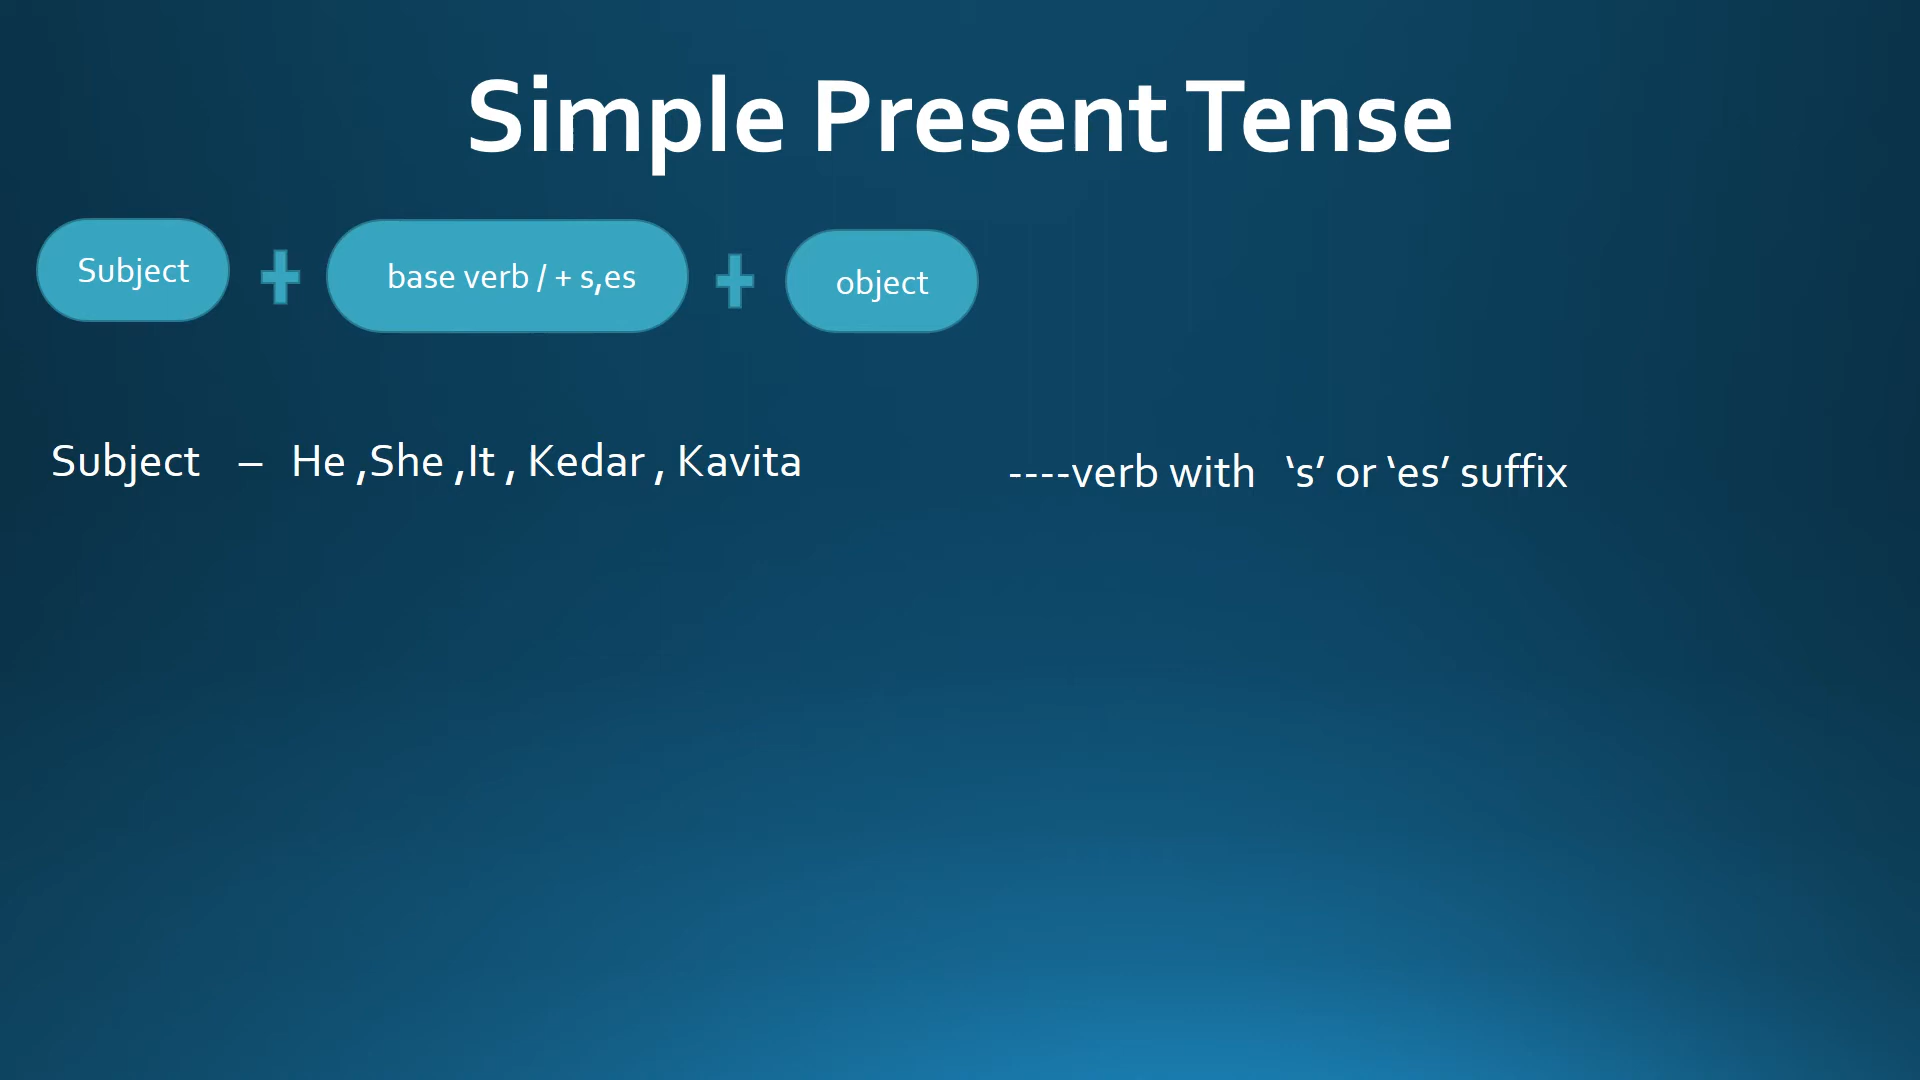 Simple Present Tense
Subject + base verb / + s,es + object
Subject – He ,She ,It , Kedar , Kavita ----verb with ‘s’ or ‘es’ suffix